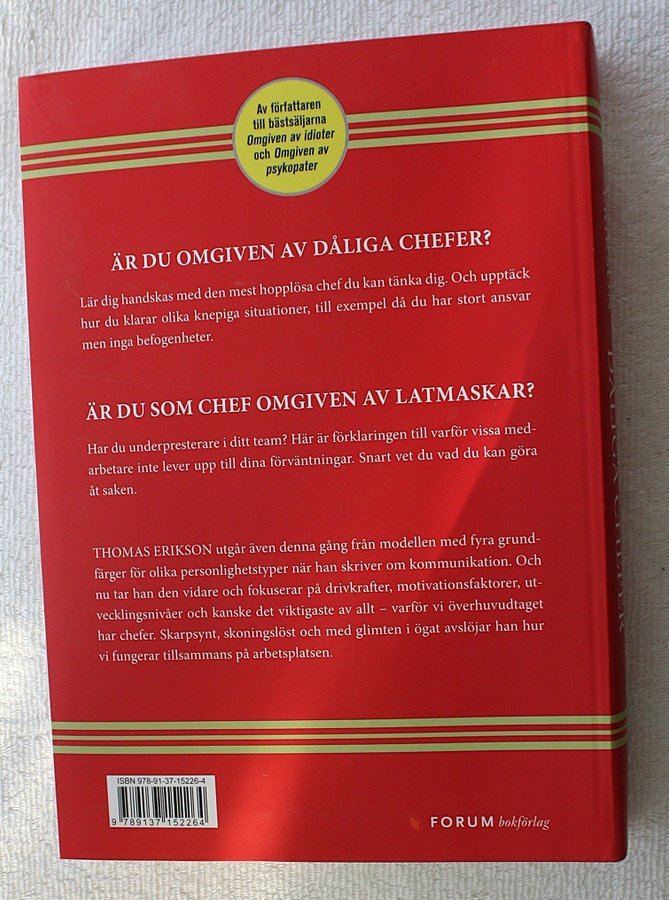 Av författaren
till bästsäljarna
Omgiven av idioter
och Omgiven av
psykopater
ÄR DU OMGIVEN AV DÅLIGA CHEFER?
Lär dig handskas med den mest hopplösa chef du kan tänka dig. Och upptäck
hur du klarar olika knepiga situationer, till exempel då du har stort ansvar
men inga befogenheter.
ÄR DU SOM CHEF OMGIVEN AV LATMASKAR?
Har du underpresterare i ditt team? Här är förklaringen till varför vissa med-
arbetare inte lever upp till dina förväntningar. Snart vet du vad du kan göra
åt saken.
THOMAS ERIKSON utgår även denna gång från modellen med fyra grund-
färger för olika personlighetstyper när han skriver om kommunikation. Och
nu tar han den vidare och fokuserar på drivkrafter, motivationsfaktorer, ut-
vecklingsnivåer och kanske det viktigaste av allt – varför vi överhuvudtaget
har chefer. Skarpsynt, skoningslöst och med glimten i ögat avslöjar han hur
vi fungerar tillsammans på arbetsplatsen.
ISBN 978-91-37-15226-4
9 789137 152264
FORUM bokförlag
DÅLIGA CHEFER